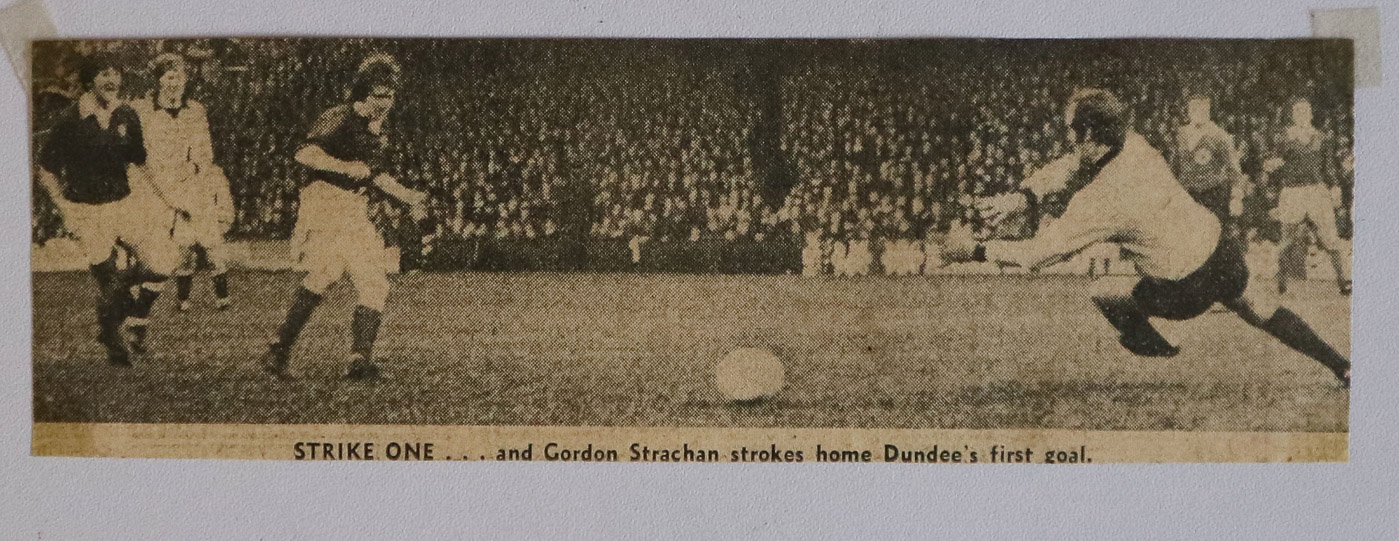 STRIKE ONE . . . and Gordon Strachan strokes home Dundee's first goal.